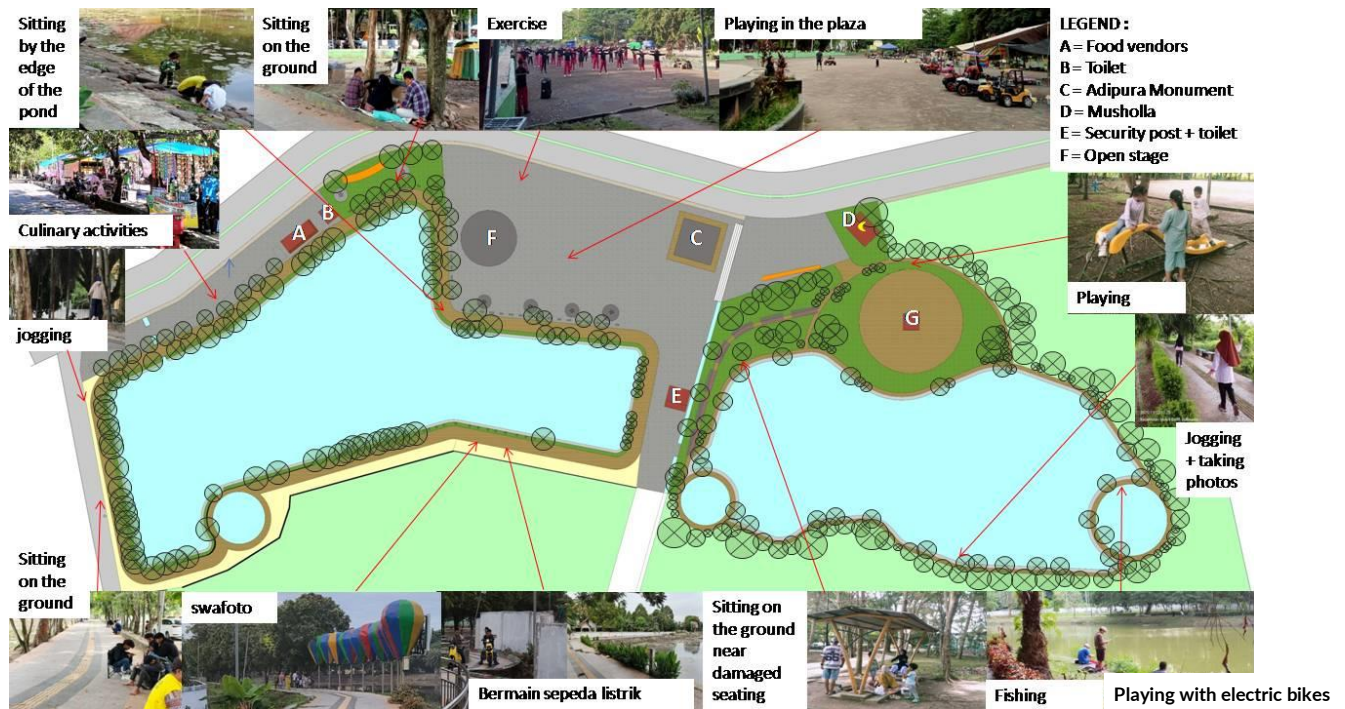 Sitting
by the
edge
of the
pond
Sitting
on the
ground
Exercise
Playing in the plaza
LEGEND :
A = Food vendors
B = Toilet
C = Adipura Monument
D = Musholla
E = Security post + toilet
F = Open stage
Culinary activities
jogging
A
B
F
C
D
G
E
Playing
Jogging
+ taking
photos
Sitting
on the
ground
swafoto
Bermain sepeda listrik
Sitting on
the ground
near
damaged
seating
Fishing
Playing with electric bikes